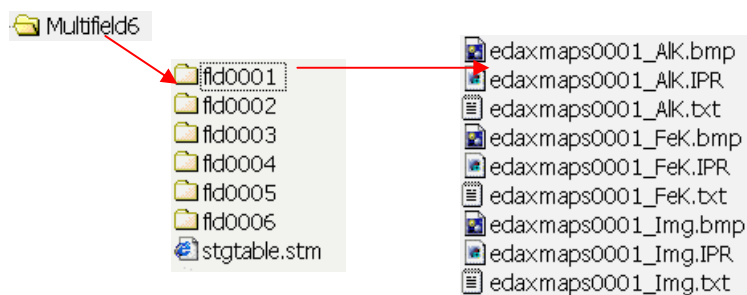 Multifield6
fld0001
fld0002
fld0003
fld0004
fld0005
fld0006
stgtable.stm
edaxmaps0001_AlK.bmp
edaxmaps0001_AlK.IPR
edaxmaps0001_AlK.txt
edaxmaps0001_FeK.bmp
edaxmaps0001_FeK.IPR
edaxmaps0001_FeK.txt
edaxmaps0001_Img.bmp
edaxmaps0001_Img.IPR
edaxmaps0001_Img.txt